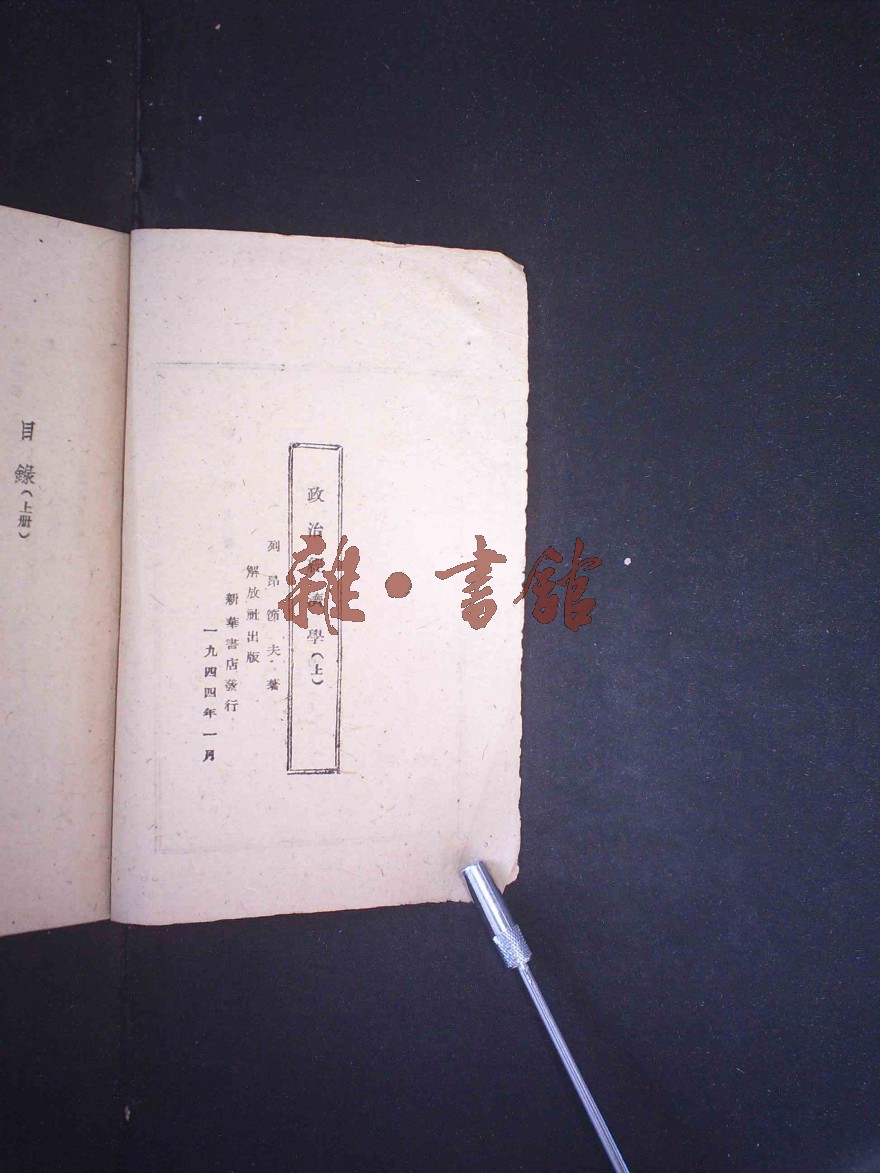 政治經濟學（上）
列昂節夫·著
解放社出版
新華書店發行
一九四四年一月
目錄（上册）
雜·書館